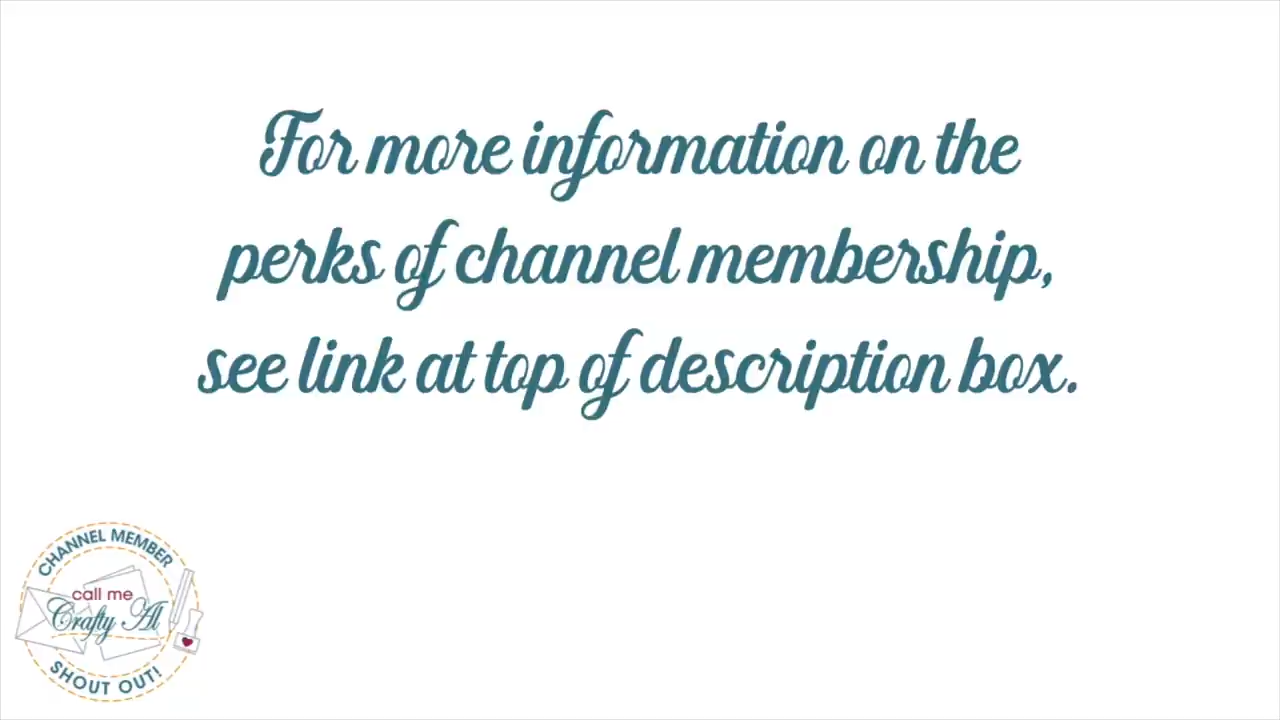 For more information on the
perks of channel membership,
see link at top of description box.
CHANNEL MEMBER
call me
Crafty Al
SHOUT OUT!